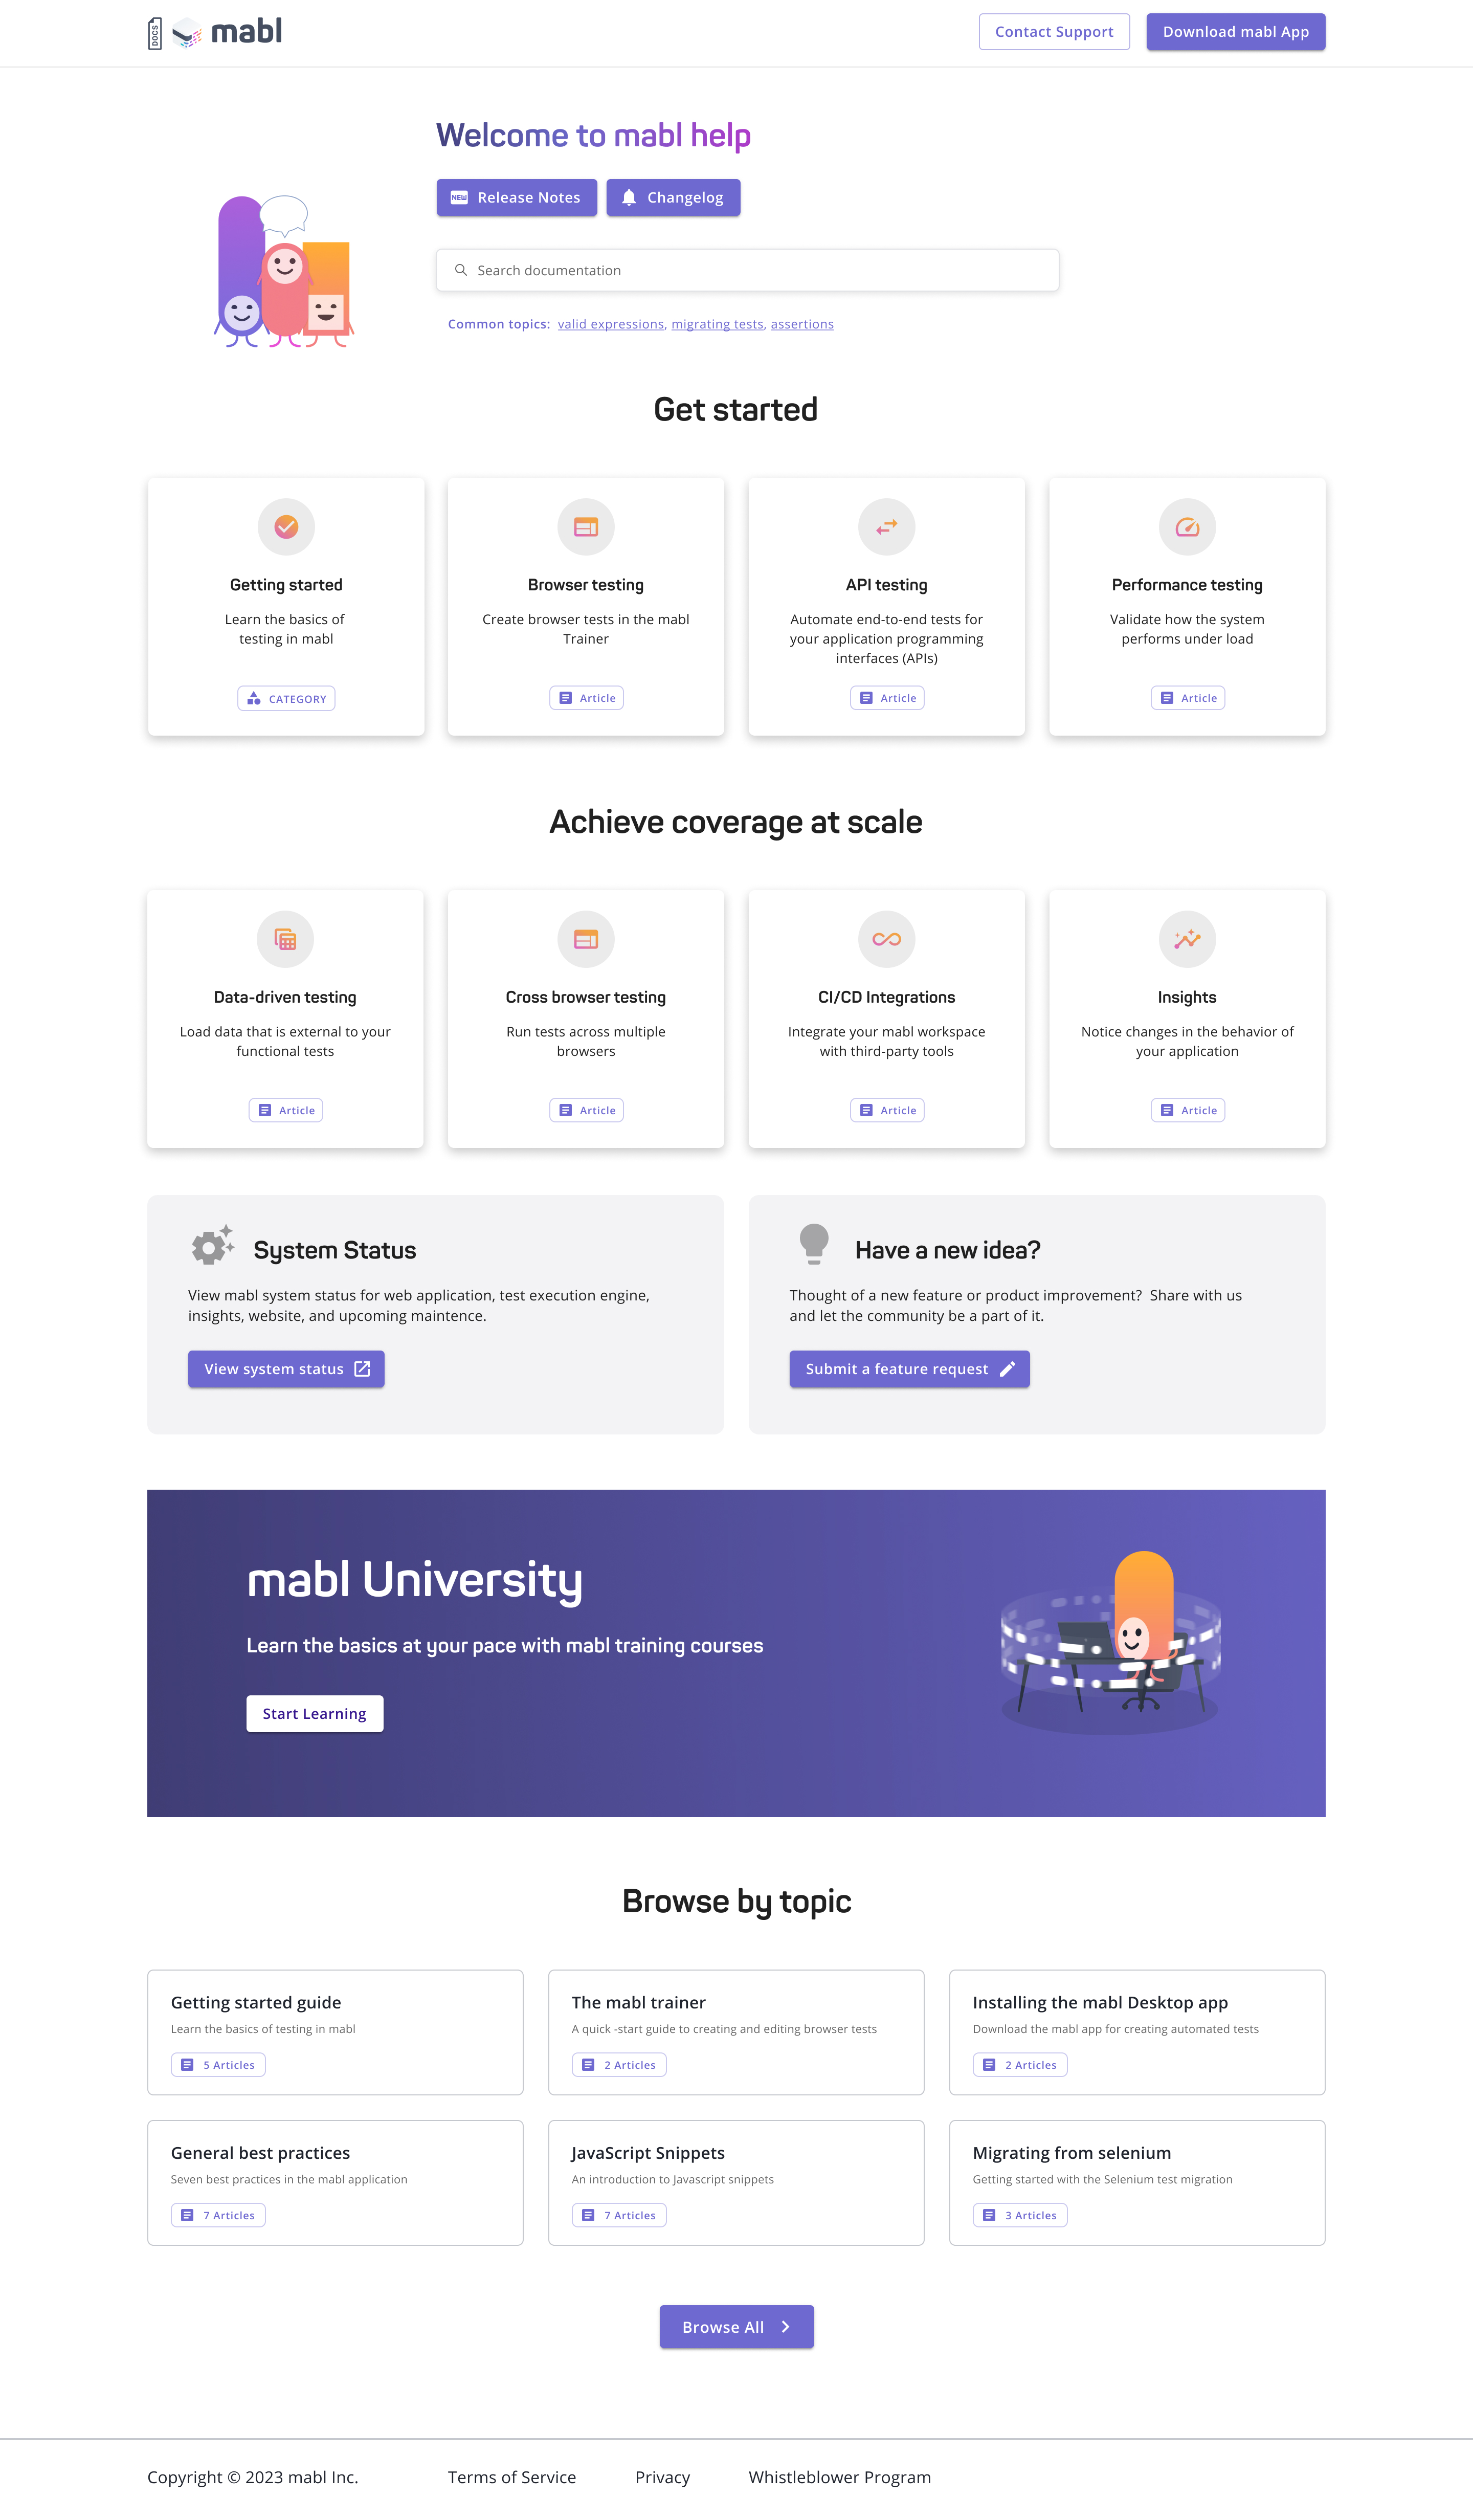 DOCS
mabl
Contact Support
Download mabl App
Welcome to mabl help
NEW
Release Notes
Changelog
Search documentation
Common topics: valid expressions, migrating tests, assertions
Get started
Getting started
Learn the basics of
testing in mabl
CATEGORY
Browser testing
Create browser tests in the mabl
Trainer
Article
API testing
Automate end-to-end tests for
your application programming
interfaces (APIs)
Article
Performance testing
Validate how the system
performs under load
Article
Achieve coverage at scale
Data-driven testing
Load data that is external to your
functional tests
Article
Cross browser testing
Run tests across multiple
browsers
Article
CI/CD Integrations
Integrate your mabl workspace
with third-party tools
Article
Insights
Notice changes in the behavior of
your application
Article
System Status
View mabl system status for web application, test execution engine,
insights, website, and upcoming maintence.
View system status
Have a new idea?
Thought of a new feature or product improvement?  Share with us
and let the community be a part of it.
Submit a feature request
mabl University
Learn the basics at your pace with mabl training courses
Start Learning
Browse by topic
Getting started guide
Learn the basics of testing in mabl
5 Articles
The mabl trainer
A quick -start guide to creating and editing browser tests
2 Articles
Installing the mabl Desktop app
Download the mabl app for creating automated tests
2 Articles
General best practices
Seven best practices in the mabl application
7 Articles
JavaScript Snippets
An introduction to Javascript snippets
7 Articles
Migrating from selenium
Getting started with the Selenium test migration
3 Articles
Browse All
Copyright © 2023 mabl Inc.
Terms of Service
Privacy
Whistleblower Program